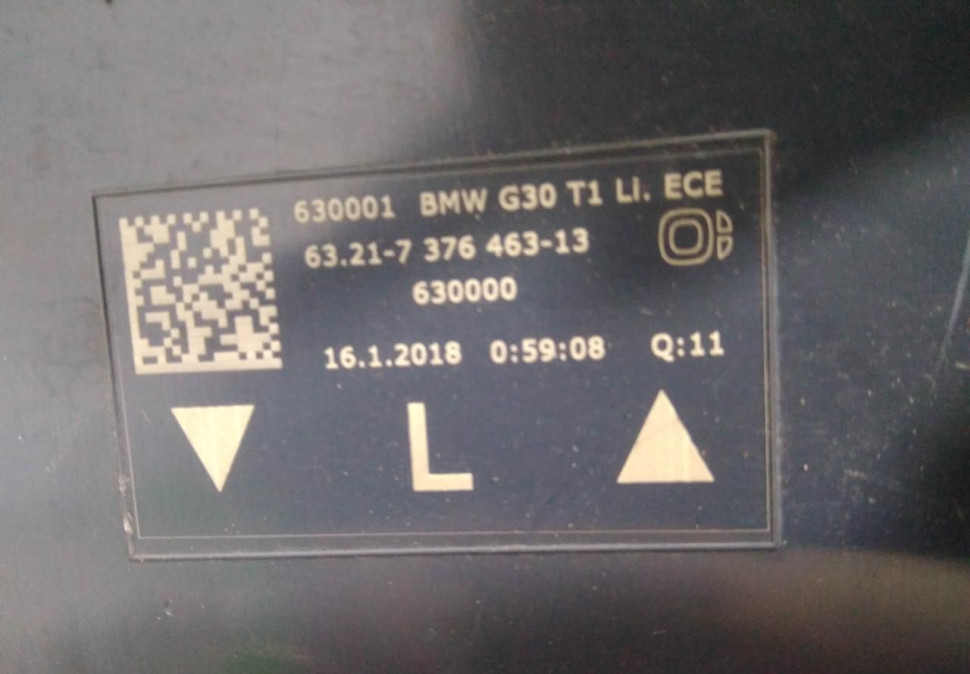 630001 BMW G30 T1 Li. ECE
63.21-7 376 463-13
630000
16.1.2018 0:59:08 Q:11
L